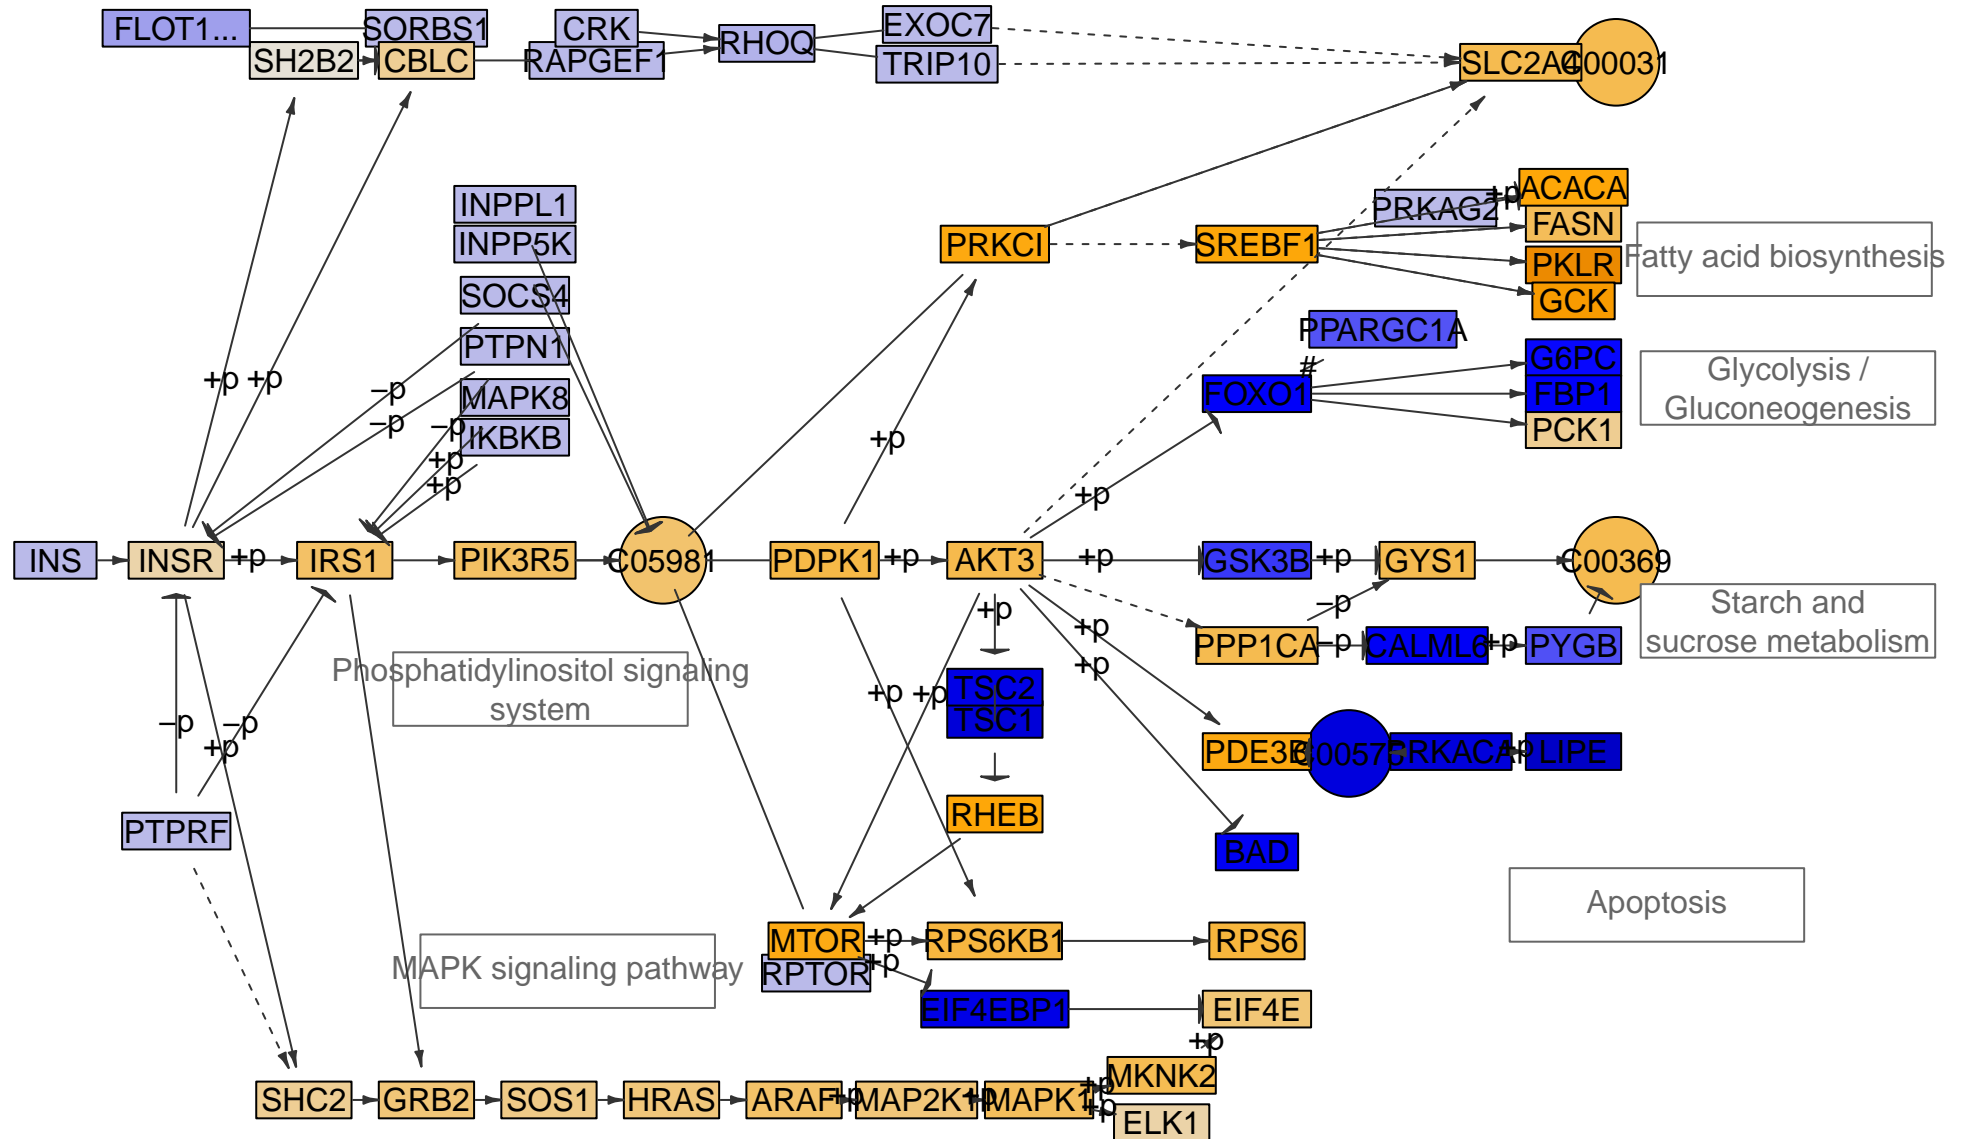 FLOT1...
SORBS1
CRK
EXOC7
SH2B2
CBLC
RAPGEF1
RHOQ
TRIP10
SLC2A4
C00031
INPPL1
INPP5K
SOCS4
PTPN1
MAPK8
IKBKB
PRKCI
SREBF1
PRKAG2
+p
ACACA
FASN
PKLR
GCK
Fatty acid biosynthesis
PPARGC1A
#
FOXO1
G6PC
FBP1
PCK1
Glycolysis /
Gluconeogenesis
+p
+p
−p
−p
−p
+p
+p
+p
+p
INS
INSR
+p
IRS1
PIK3R5
C05981
PDPK1
+p
AKT3
+p
GSK3B
+p
GYS1
C00369
+p
+p
+p
−p
PPP1CA
−p
CALML6
+p
PYGB
Starch and
sucrose metabolism
Phosphatidylinositol signaling
system
−p
−p
+p
+p
+p
TSC2
TSC1
PDE3B
C00575
PRKACA
+p
LIPE
PTPRF
RHEB
BAD
Apoptosis
MAPK signaling pathway
MTOR
RPTOR
+p
+p
RPS6KB1
RPS6
EIF4EBP1
EIF4E
+p
SHC2
GRB2
SOS1
HRAS
ARAF
+p
MAP2K1
+p
MAPK1
+p
+p
MKNK2
ELK1